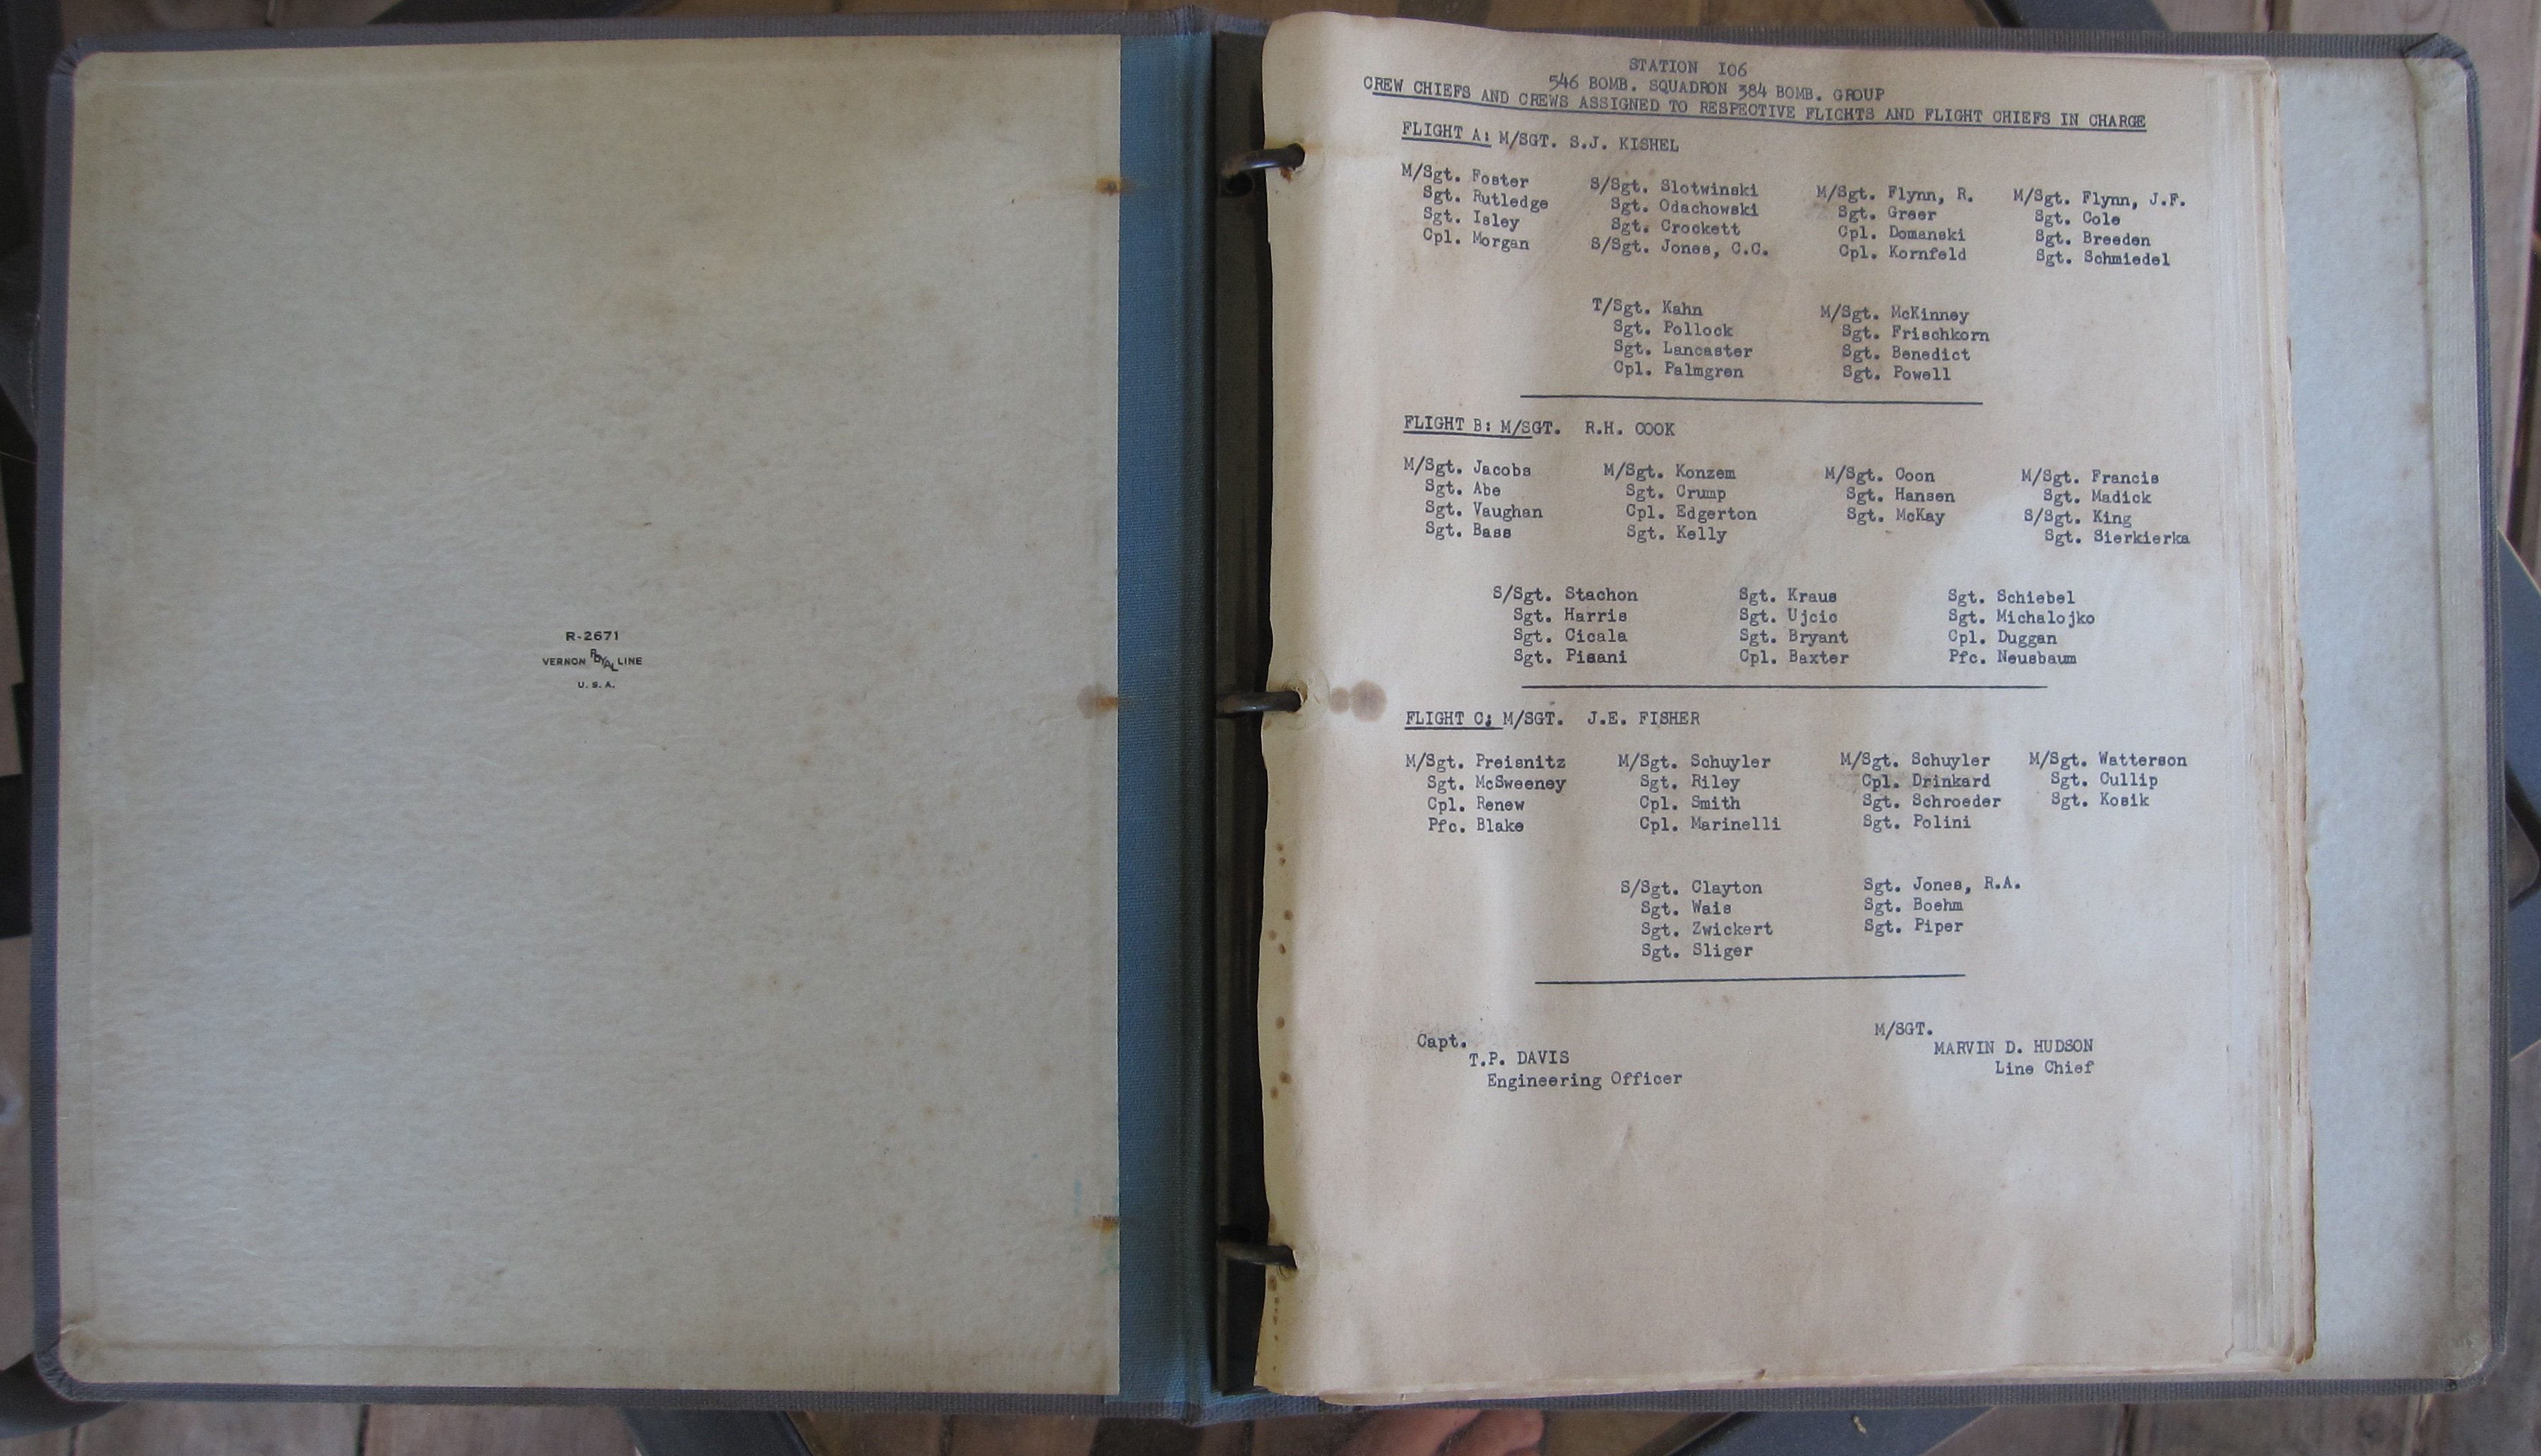 R-2671
VERNON ROYAL LINE
U.S.A.
STATION 106
546 BOMB. SQUADRON 384 BOMB. GROUP
CREW CHIEFS AND CREWS ASSIGNED TO RESPECTIVE FLIGHTS AND FLIGHT CHIEFS IN CHARGE
FLIGHT A: M/SGT. S.J. KISHEL
M/Sgt. Foster S/Sgt. Slotwinski M/Sgt. Flynn, R. M/Sgt. Flynn, J.F.
Sgt. Rutledge Sgt. Odachowski Sgt. Greer Sgt. Cole
Sgt. Isley Sgt. Crockett Cpl. Domanski Sgt. Breeden
Cpl. Morgan S/Sgt. Jones, C.C. Cpl. Kornfeld Sgt. Schmiedel
T/Sgt. Kahn M/Sgt. McKinney
Sgt. Pollock Sgt. Frischkorn
Sgt. Lancaster Sgt. Benedict
Cpl. Palmgren Sgt. Powell
FLIGHT B: M/SGT. R.H. COOK
M/Sgt. Jacobs M/Sgt. Konzem M/Sgt. Coon M/Sgt. Francis
Sgt. Abe Sgt. Crump Sgt. Hansen Sgt. Madick
Sgt. Vaughan Cpl. Edgerton Sgt. McKay S/Sgt. King
Sgt. Bass Sgt. Kelly Sgt. Sierkierka
S/Sgt. Stachon Sgt. Kraus Sgt. Schiebel
Sgt. Harris Sgt. Ujcic Sgt. Michalojko
Sgt. Cicala Sgt. Bryant Cpl. Duggan
Sgt. Pisani Cpl. Baxter Pfc. Neusbaum
FLIGHT C: M/SGT. J.E. FISHER
M/Sgt. Preisnitz M/Sgt. Schuyler M/Sgt. Schuyler M/Sgt. Watterson
Sgt. McSweeney Sgt. Riley Cpl. Drinkard Sgt. Cullip
Cpl. Renew Cpl. Smith Sgt. Schroeder Sgt. Kosik
Pfc. Blake Cpl. Marinelli Sgt. Polini
S/Sgt. Clayton Sgt. Jones, R.A.
Sgt. Wais Sgt. Boehm
Sgt. Zwickert Sgt. Piper
Sgt. Sliger
Capt. M/SGT.
T.P. DAVIS MARVIN D. HUDSON
Engineering Officer Line Chief